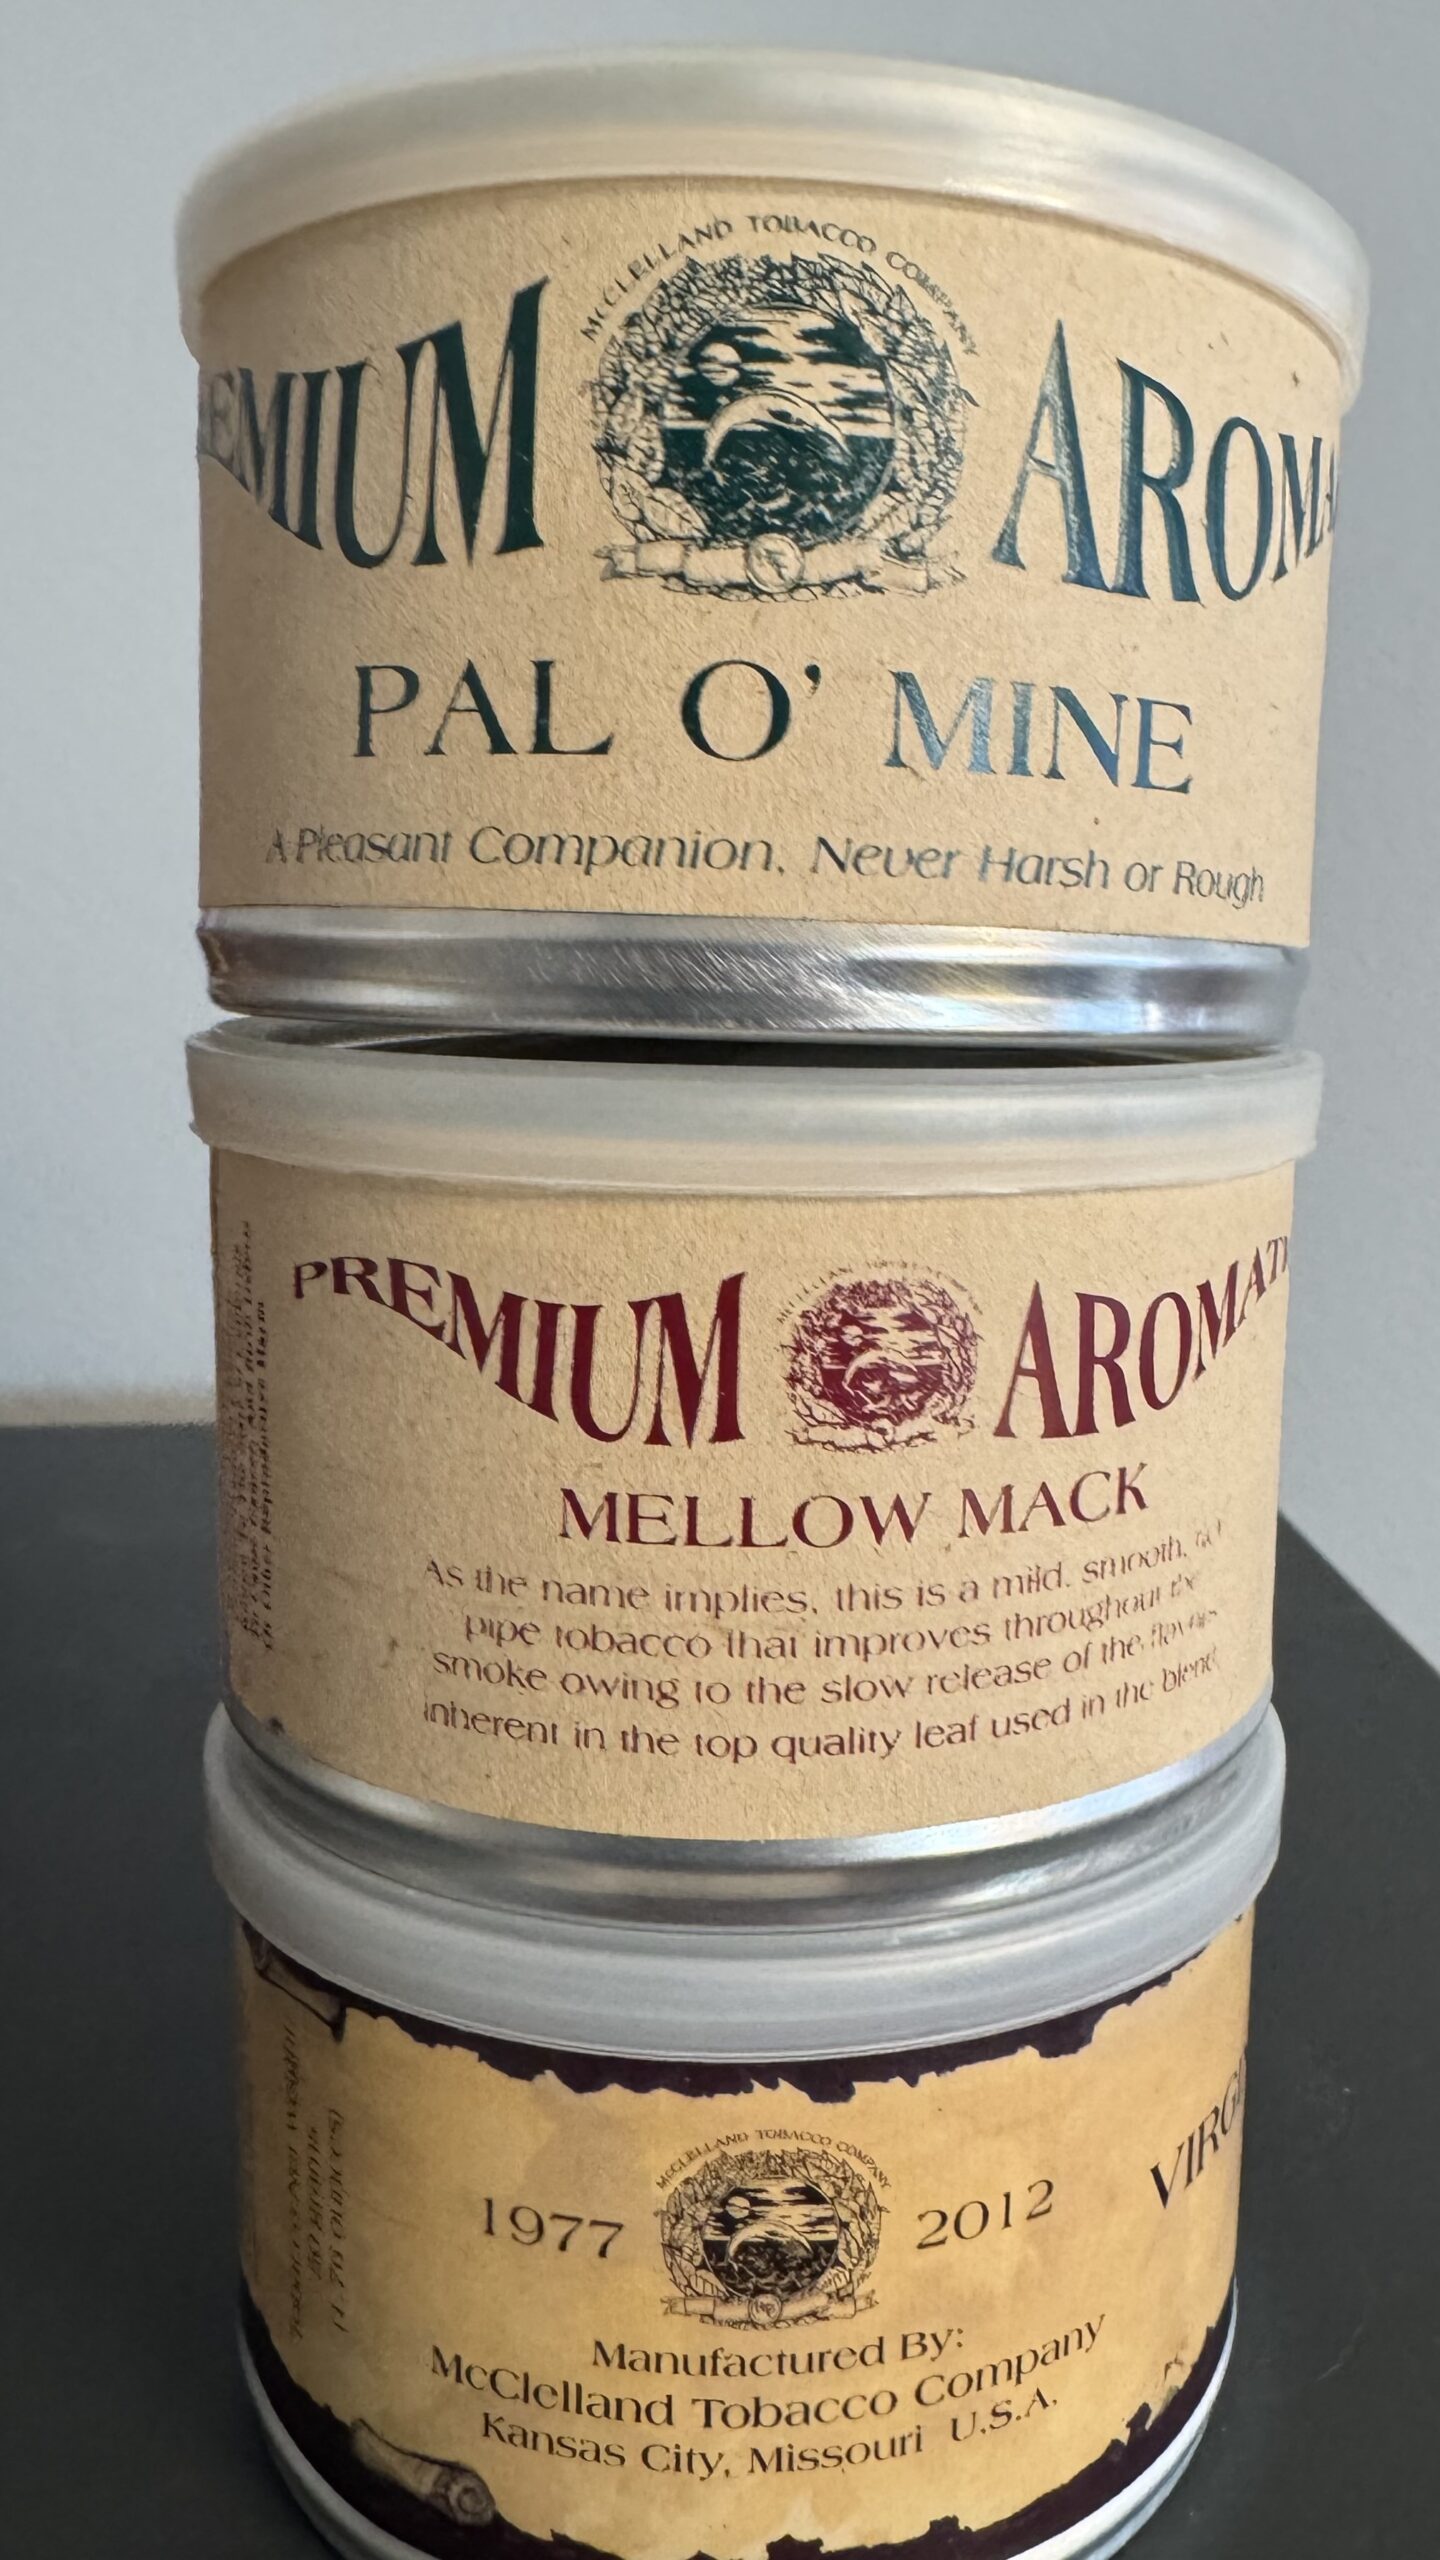 McCLELLAND TOBACCO COMPANY
EMIUM AROMA
PAL O' MINE
A Pleasant Companion, Never Harsh or Rough
PREMIUM AROMATI
MELLOW MACK
As the name implies, this is a mild, smooth,
pipe tobacco that improves throughout the
smoke owing to the slow release of the flavors
inherent in the top quality leaf used in the blend
McCLELLAND TOBACCO COMPANY
1977 2012
VIRGI
Manufactured By:
McClelland Tobacco Company
Kansas City, Missouri U.S.A.